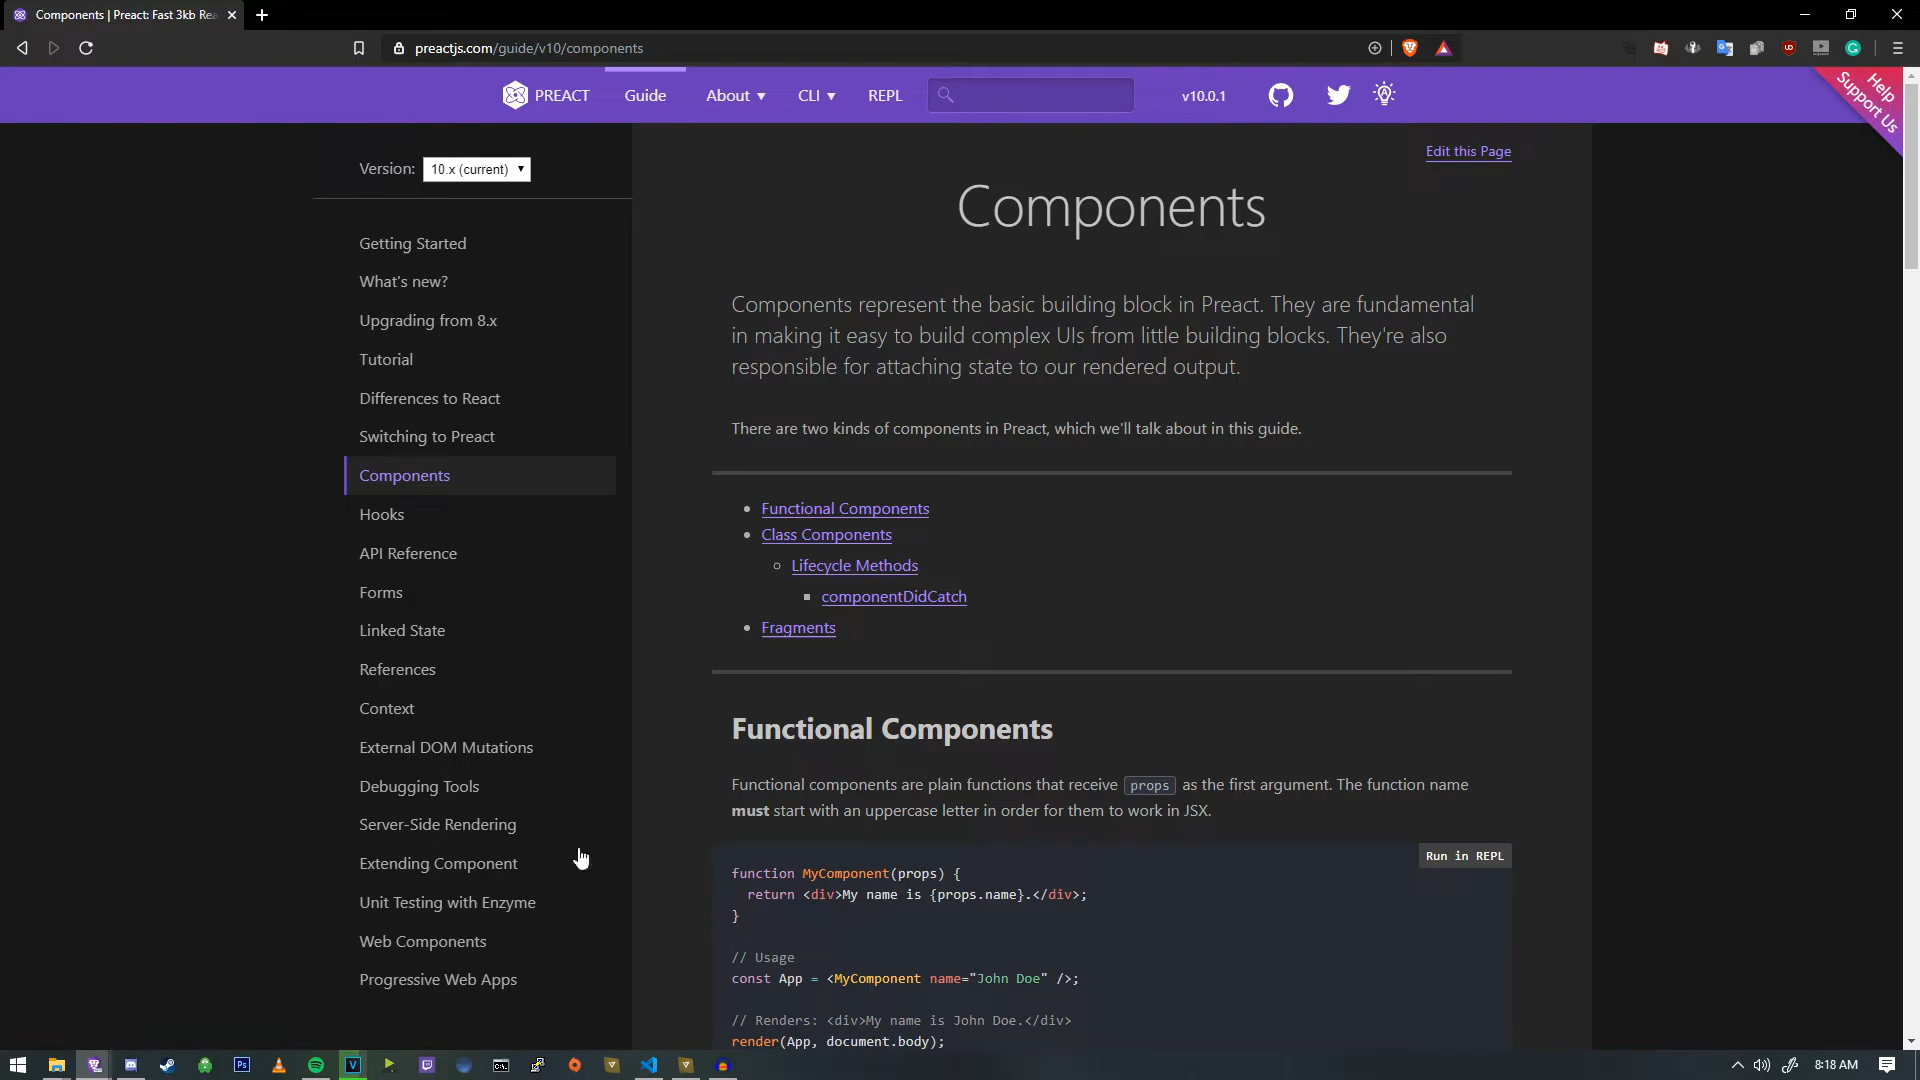 Components | Preact: Fast 3kb Rea
preactjs.com/guide/v10/components
PREACT
Guide
About ▾
CLI ▾
REPL
v10.0.1
Help
Support Us
Version: 10.x (current)
Getting Started
What's new?
Upgrading from 8.x
Tutorial
Differences to React
Switching to Preact
Components
Hooks
API Reference
Forms
Linked State
References
Context
External DOM Mutations
Debugging Tools
Server-Side Rendering
Extending Component
Unit Testing with Enzyme
Web Components
Progressive Web Apps
Edit this Page
Components
Components represent the basic building block in Preact. They are fundamental
in making it easy to build complex UIs from little building blocks. They're also
responsible for attaching state to our rendered output.
There are two kinds of components in Preact, which we'll talk about in this guide.
Functional Components
Class Components
Lifecycle Methods
componentDidCatch
Fragments
Functional Components
Functional components are plain functions that receive props as the first argument. The function name
must start with an uppercase letter in order for them to work in JSX.
Run in REPL
function MyComponent(props) {
  return <div>My name is {props.name}.</div>;
}
// Usage
const App = <MyComponent name="John Doe" />;
// Renders: <div>My name is John Doe.</div>
render(App, document.body);
8:18 AM